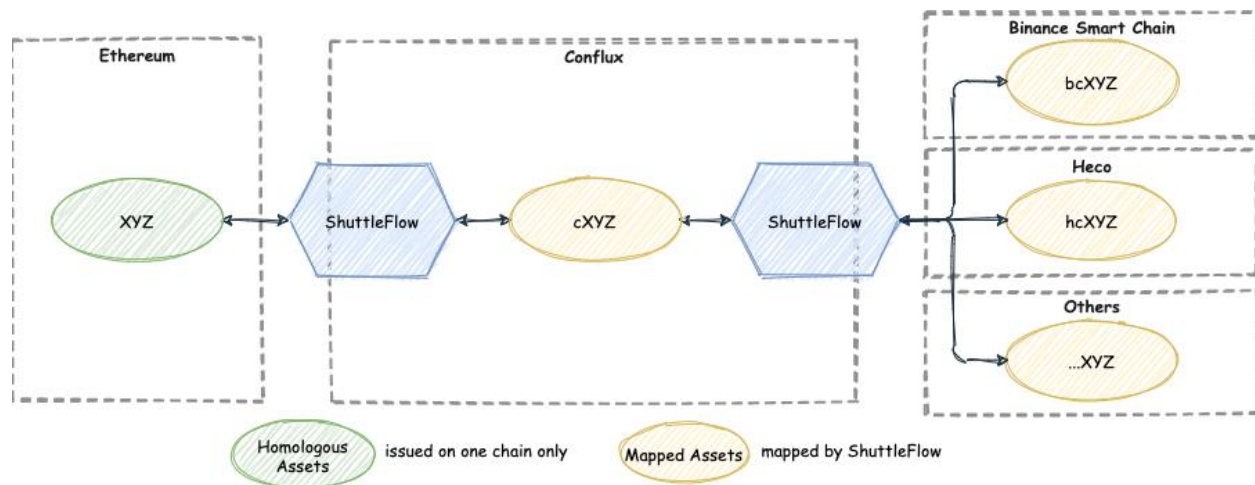 Ethereum
Conflux
Binance Smart Chain
bcXYZ
Heco
XYZ
ShuttleFlow
cXYZ
ShuttleFlow
hcXYZ
Others
...XYZ
Homologous
Assets
issued on one chain only
Mapped Assets
mapped by ShuttleFlow